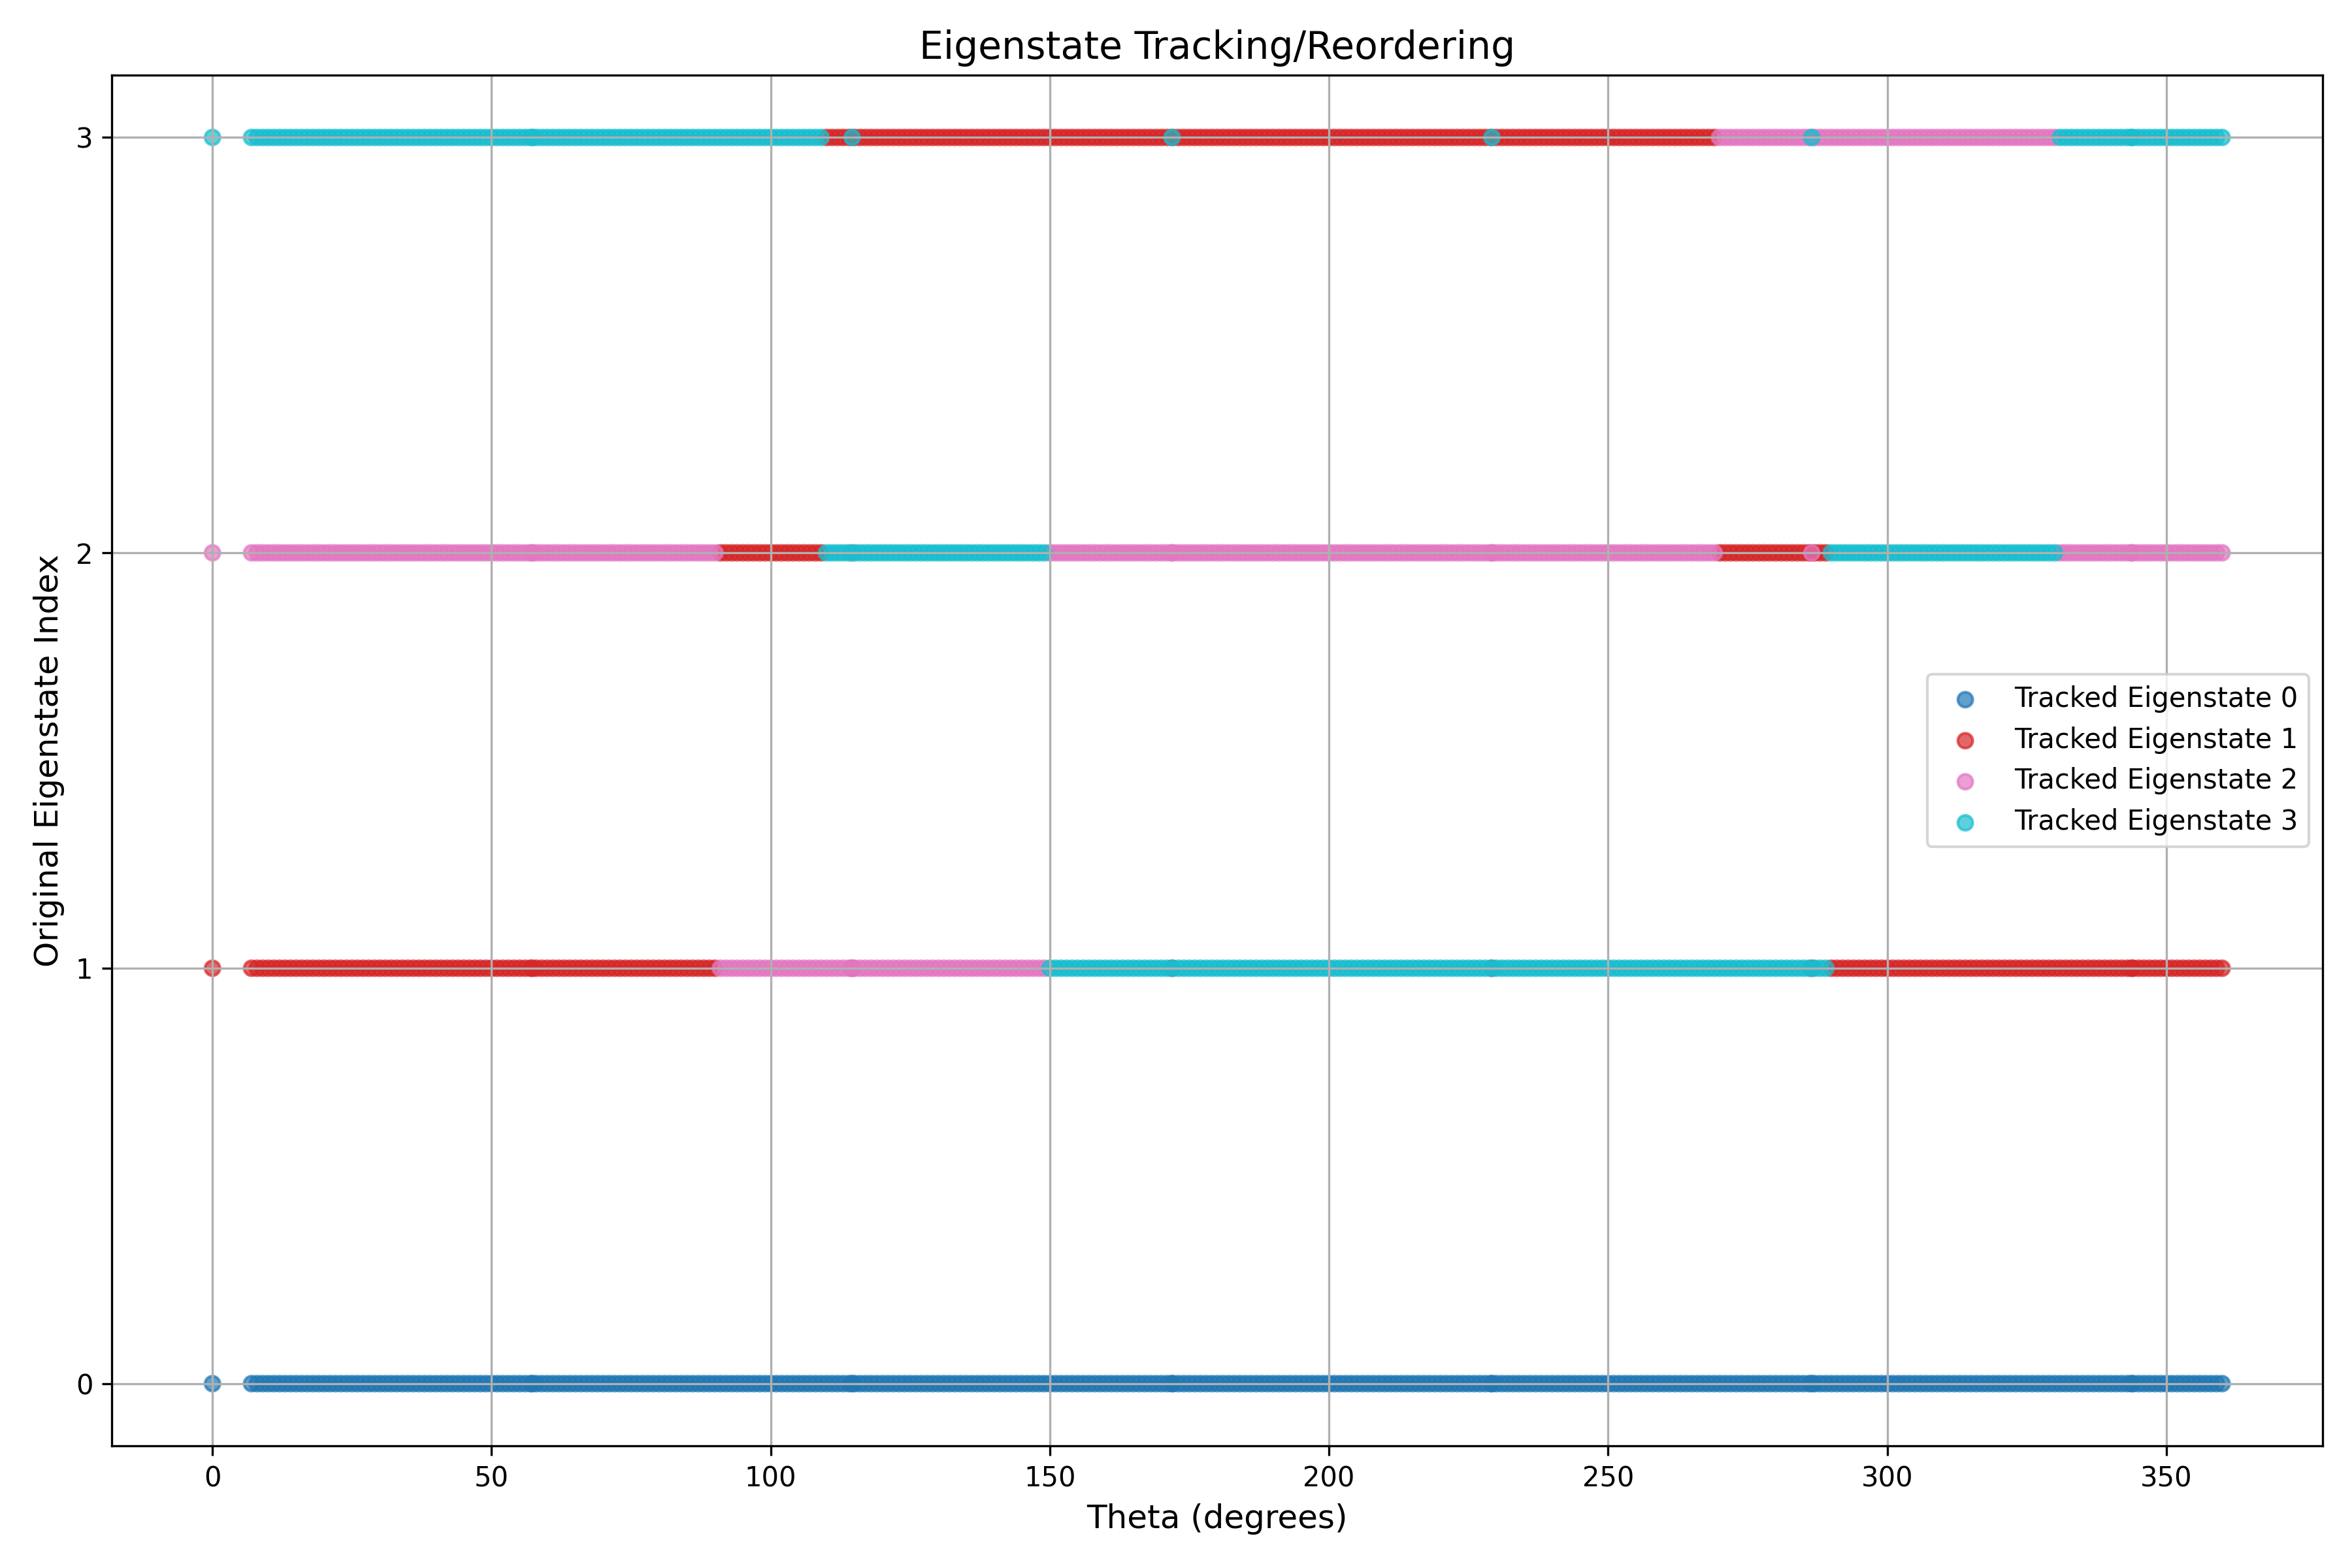 Eigenstate Tracking/Reordering
Original Eigenstate Index
3
2
1
0
Tracked Eigenstate 0
Tracked Eigenstate 1
Tracked Eigenstate 2
Tracked Eigenstate 3
0 50 100 150 200 250 300 350
Theta (degrees)